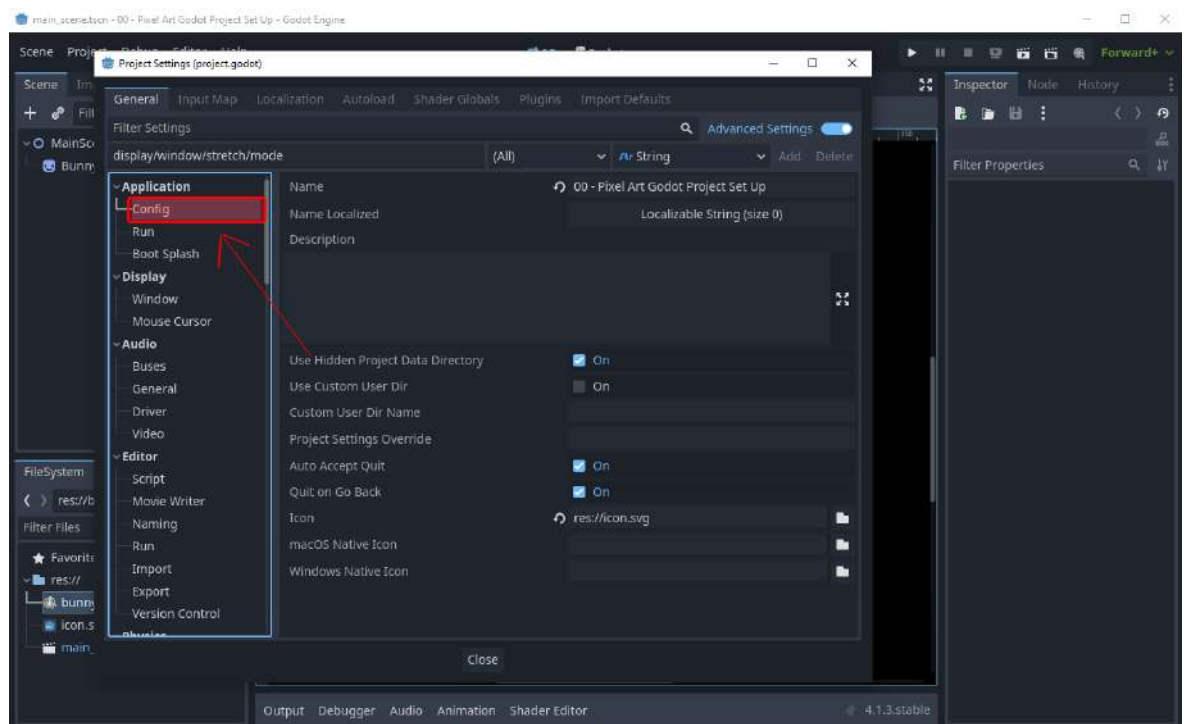 main_scene.tscn - 00 - Pixel Art Godot Project Set Up - Godot Engine
Scene
Forward+
Project Settings (project.godot)
Scene
General Input Map Localization Autoload Shader Globals Plugins Import Defaults
Inspector Node History
Filter Settings
Advanced Settings
display/window/stretch/mode (All) String Add Delete
Filter Properties
Application
Config
Run
Boot Splash
Display
Window
Mouse Cursor
Audio
Buses
General
Driver
Video
Editor
Script
Movie Writer
Naming
Run
Import
Export
Version Control
Name 00 - Pixel Art Godot Project Set Up
Name Localized Localizable String (size 0)
Description
Use Hidden Project Data Directory On
Use Custom User Dir On
Custom User Dir Name
Project Settings Override
Auto Accept Quit On
Quit on Go Back On
Icon res://icon.svg
macOS Native Icon
Windows Native Icon
Close
FileSystem
res://b
Filter Files
Favorite
res://
bunny
icon.s
main_
Output Debugger Audio Animation Shader Editor 4.1.3.stable